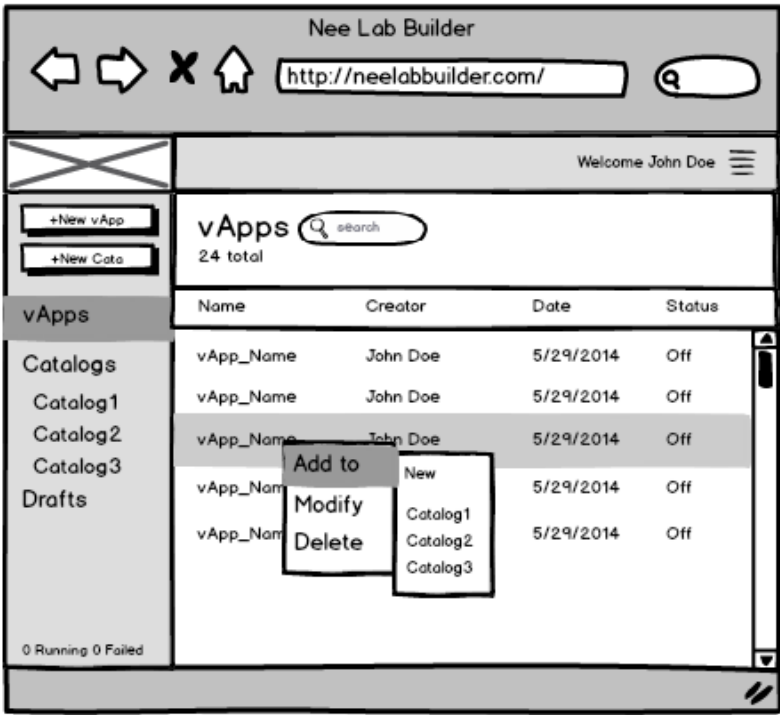 Nee Lab Builder
http://neelabbuilder.com/
Welcome John Doe
+New vApp
+New Cata
vApps
Catalogs
Catalog1
Catalog2
Catalog3
Drafts
0 Running 0 Failed
vApps search
24 total
Name Creator Date Status
vApp_Name John Doe 5/29/2014 Off
vApp_Name John Doe 5/29/2014 Off
vApp_Name John Doe 5/29/2014 Off
vApp_Nam 5/29/2014 Off
vApp_Nam 5/29/2014 Off
Add to
Modify
Delete
New
Catalog1
Catalog2
Catalog3